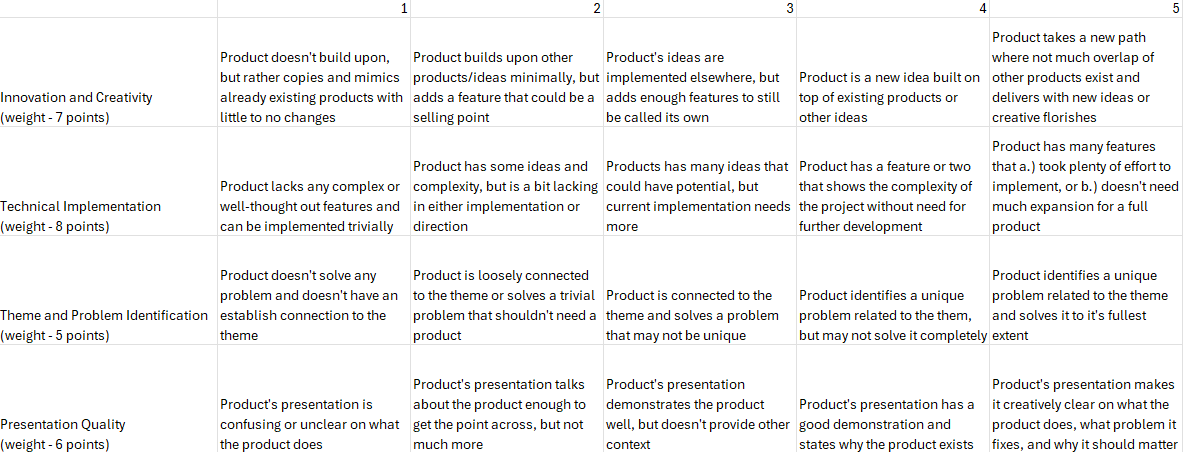 1 2 3 4 5
Innovation and Creativity
(weight - 7 points)
Product doesn't build upon,
but rather copies and mimics
already existing products with
little to no changes
Product builds upon other
products/ideas minimally, but
adds a feature that could be a
selling point
Product's ideas are
implemented elsewhere, but
adds enough features to still
be called its own
Product is a new idea built on
top of existing products or
other ideas
Product takes a new path
where not much overlap of
other products exist and
delivers with new ideas or
creative florishes
Technical Implementation
(weight - 8 points)
Product lacks any complex or
well-thought out features and
can be implemented trivially
Product has some ideas and
complexity, but is a bit lacking
in either implementation or
direction
Products has many ideas that
could have potential, but
current implementation needs
more
Product has a feature or two
that shows the complexity of
the project without need for
further development
Product has many features
that a.) took plenty of effort to
implement, or b.) doesn't need
much expansion for a full
product
Theme and Problem Identification
(weight - 5 points)
Product doesn't solve any
problem and doesn't have an
establish connection to the
theme
Product is loosely connected
to the theme or solves a trivial
problem that shouldn't need a
product
Product is connected to the
theme and solves a problem
that may not be unique
Product identifies a unique
problem related to the them,
but may not solve it completely
Product identifies a unique
problem related to the theme
and solves it to it's fullest
extent
Presentation Quality
(weight - 6 points)
Product's presentation is
confusing or unclear on what
the product does
Product's presentation talks
about the product enough to
get the point across, but not
much more
Product's presentation
demonstrates the product
well, but doesn't provide other
context
Product's presentation has a
good demonstration and
states why the product exists
Product's presentation makes
it creatively clear on what the
product does, what problem it
fixes, and why it should matter